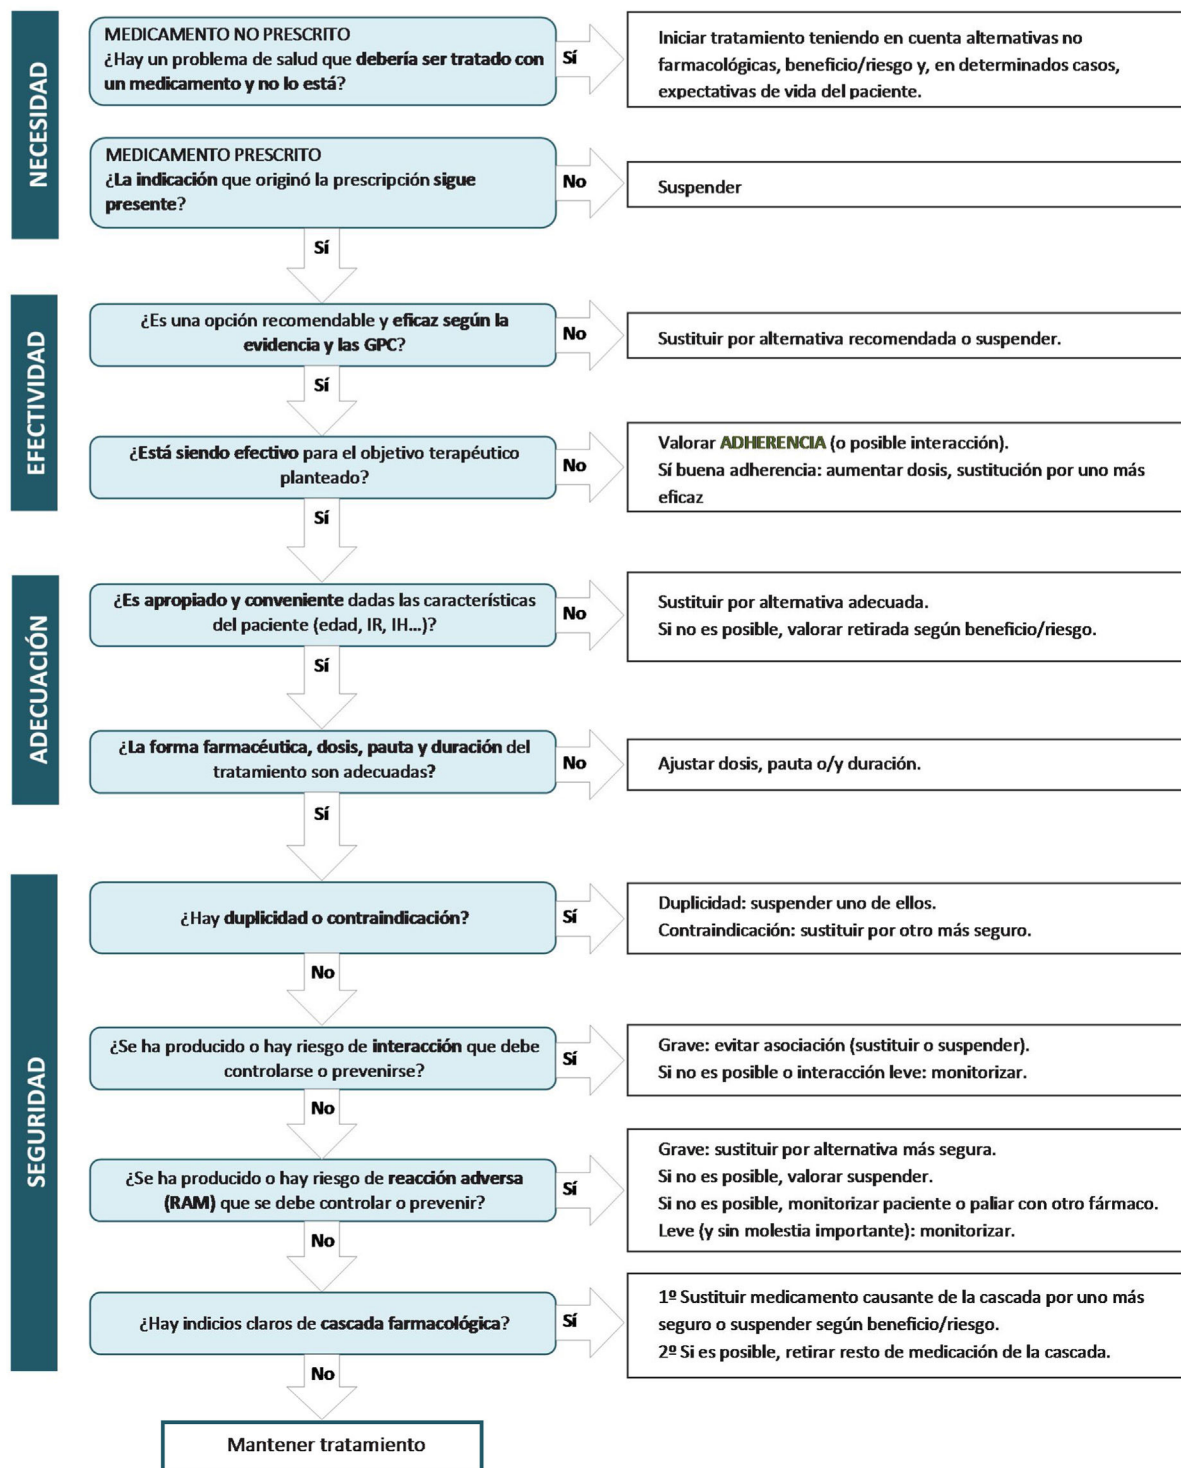 NECESIDAD
MEDICAMENTO NO PRESCRITO
¿Hay un problema de salud que debería ser tratado con
un medicamento y no lo está?
Sí
Iniciar tratamiento teniendo en cuenta alternativas no
farmacológicas, beneficio/riesgo y, en determinados casos,
expectativas de vida del paciente.
MEDICAMENTO PRESCRITO
¿La indicación que originó la prescripción sigue
presente?
No
Suspender
Sí
EFECTIVIDAD
¿Es una opción recomendable y eficaz según la
evidencia y las GPC?
No
Sustituir por alternativa recomendada o suspender.
Sí
¿Está siendo efectivo para el objetivo terapéutico
planteado?
No
Valorar ADHERENCIA (o posible interacción).
Sí buena adherencia: aumentar dosis, sustitución por uno más
eficaz
Sí
ADECUACIÓN
¿Es apropiado y conveniente dadas las características
del paciente (edad, IR, IH...)?
No
Sustituir por alternativa adecuada.
Si no es posible, valorar retirada según beneficio/riesgo.
Sí
¿La forma farmacéutica, dosis, pauta y duración del
tratamiento son adecuadas?
No
Ajustar dosis, pauta o/y duración.
Sí
SEGURIDAD
¿Hay duplicidad o contraindicación?
Sí
Duplicidad: suspender uno de ellos.
Contraindicación: sustituir por otro más seguro.
No
¿Se ha producido o hay riesgo de interacción que debe
controlarse o prevenirse?
Sí
Grave: evitar asociación (sustituir o suspender).
Si no es posible o interacción leve: monitorizar.
No
¿Se ha producido o hay riesgo de reacción adversa
(RAM) que se debe controlar o prevenir?
Sí
Grave: sustituir por alternativa más segura.
Si no es posible, valorar suspender.
Si no es posible, monitorizar paciente o paliar con otro fármaco.
Leve (y sin molestia importante): monitorizar.
No
¿Hay indicios claros de cascada farmacológica?
Sí
1º Sustituir medicamento causante de la cascada por uno más
seguro o suspender según beneficio/riesgo.
2º Si es posible, retirar resto de medicación de la cascada.
No
Mantener tratamiento